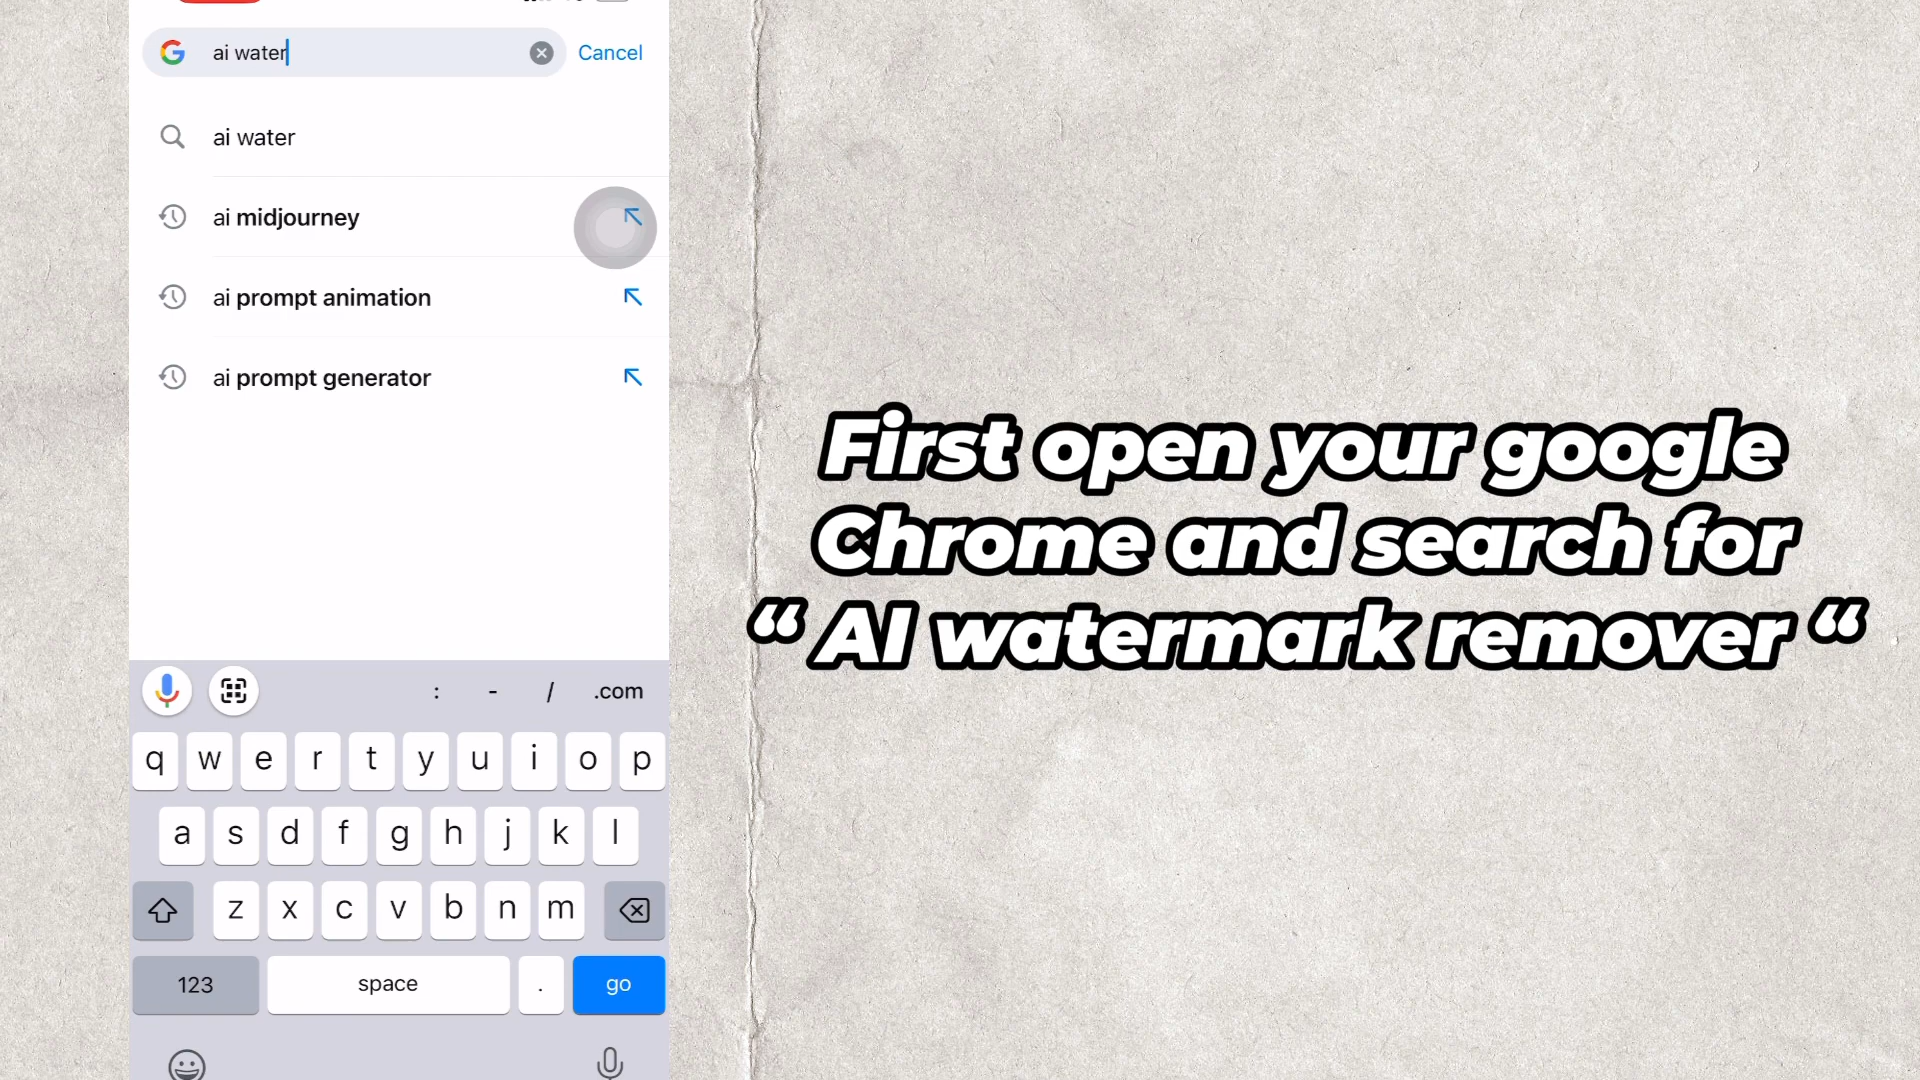 ai water
Cancel
ai water
ai midjourney
ai prompt animation
ai prompt generator
: - / .com
q w e r t y u i o p
a s d f g h j k l
z x c v b n m
123 space . go
First open your google
Chrome and search for
“ AI watermark remover “